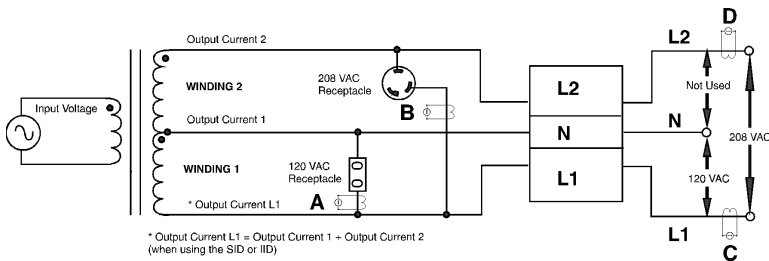 D
Output Current 2
L2
Input Voltage
WINDING 2
208 VAC
Receptacle
L2
Not Used
B
Output Current 1
N
N
208 VAC
WINDING 1
120 VAC
Receptacle
L1
120 VAC
* Output Current L1
A
L1
* Output Current L1 = Output Current 1 + Output Current 2
(when using the SID or IID)
C